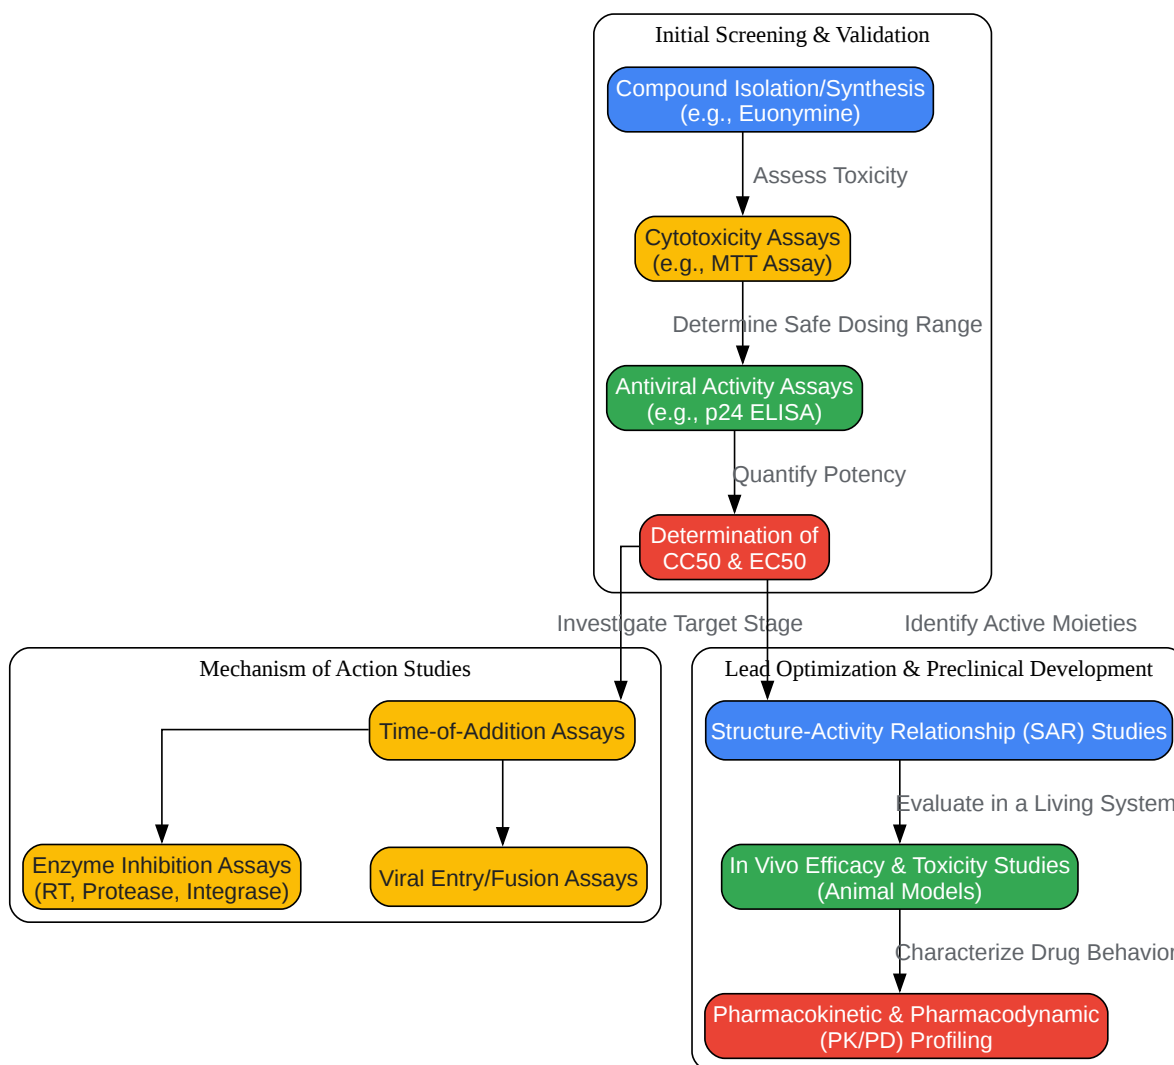 Initial Screening & Validation
Compound Isolation/Synthesis
(e.g., Euonymine)
Assess Toxicity
Cytotoxicity Assays
(e.g., MTT Assay)
Determine Safe Dosing Range
Antiviral Activity Assays
(e.g., p24 ELISA)
Quantify Potency
Determination of
CC50 & EC50
Investigate Target Stage
Identify Active Moieties
Mechanism of Action Studies
Time-of-Addition Assays
Enzyme Inhibition Assays
(RT, Protease, Integrase)
Viral Entry/Fusion Assays
Lead Optimization & Preclinical Development
Structure-Activity Relationship (SAR) Studies
Evaluate in a Living System
In Vivo Efficacy & Toxicity Studies
(Animal Models)
Characterize Drug Behavior
Pharmacokinetic & Pharmacodynamic
(PK/PD) Profiling